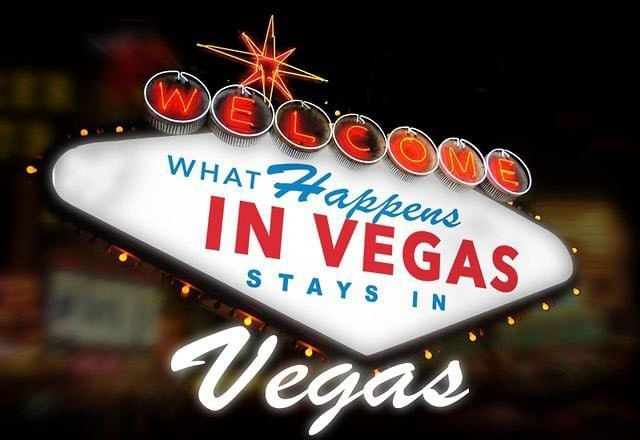 WELCOME
WHAT Happens
IN VEGAS
STAYS IN
Vegas